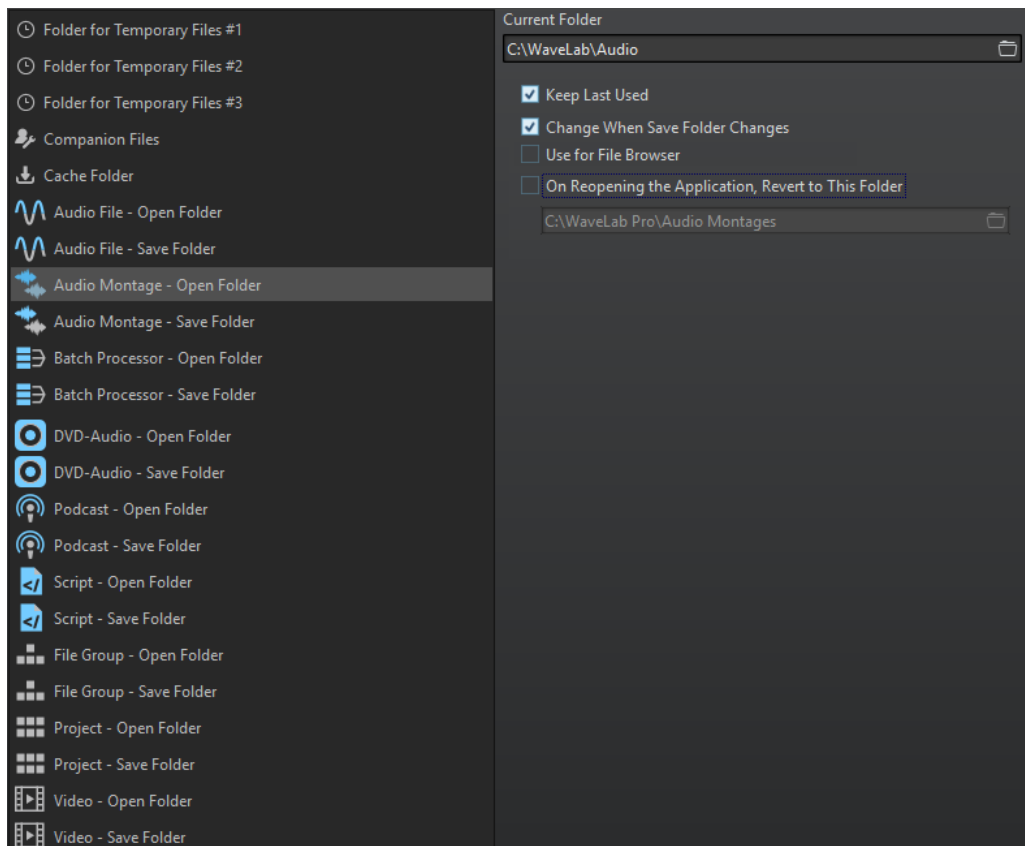 Folder for Temporary Files #1
Folder for Temporary Files #2
Folder for Temporary Files #3
Companion Files
Cache Folder
Audio File - Open Folder
Audio File - Save Folder
Audio Montage - Open Folder
Audio Montage - Save Folder
Batch Processor - Open Folder
Batch Processor - Save Folder
DVD-Audio - Open Folder
DVD-Audio - Save Folder
Podcast - Open Folder
Podcast - Save Folder
Script - Open Folder
Script - Save Folder
File Group - Open Folder
File Group - Save Folder
Project - Open Folder
Project - Save Folder
Video - Open Folder
Video - Save Folder
Current Folder
C:\WaveLab\Audio
Keep Last Used
Change When Save Folder Changes
Use for File Browser
On Reopening the Application, Revert to This Folder
C:\WaveLab Pro\Audio Montages